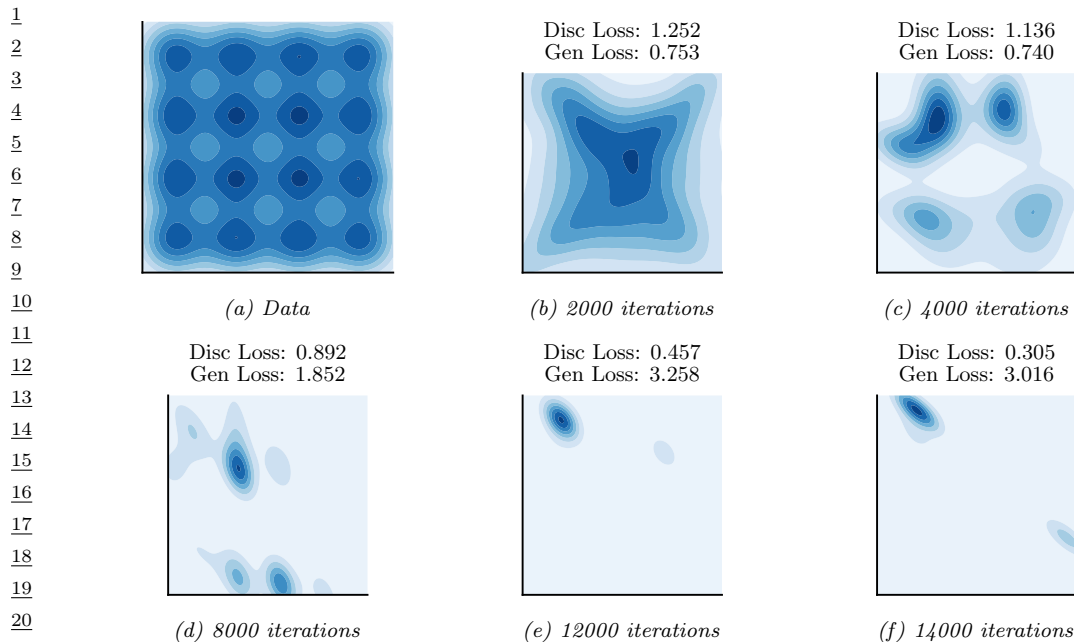 1
2
3
4
5
6
7
8
9
10
11
12
13
14
15
16
17
18
19
20
Disc Loss: 1.252
Gen Loss: 0.753
Disc Loss: 1.136
Gen Loss: 0.740
(a) Data
(b) 2000 iterations
(c) 4000 iterations
Disc Loss: 0.892
Gen Loss: 1.852
Disc Loss: 0.457
Gen Loss: 3.258
Disc Loss: 0.305
Gen Loss: 3.016
(d) 8000 iterations
(e) 12000 iterations
(f) 14000 iterations